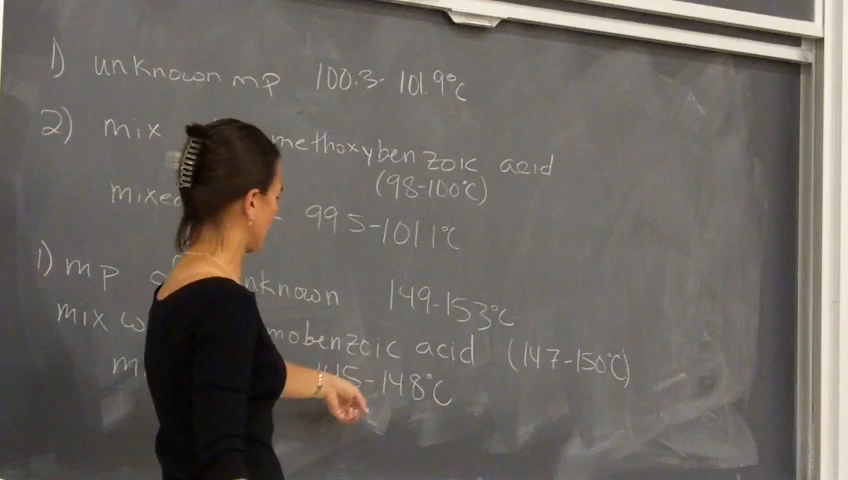 1) unknown mp 100.3-101.9°C
2) mix methoxybenzoic acid
(98-100°C)
mixed - 99.5-101.1°C
1) mp unknown 149-153°C
mix w mobenzoic acid (147-150°C)
145-148°C